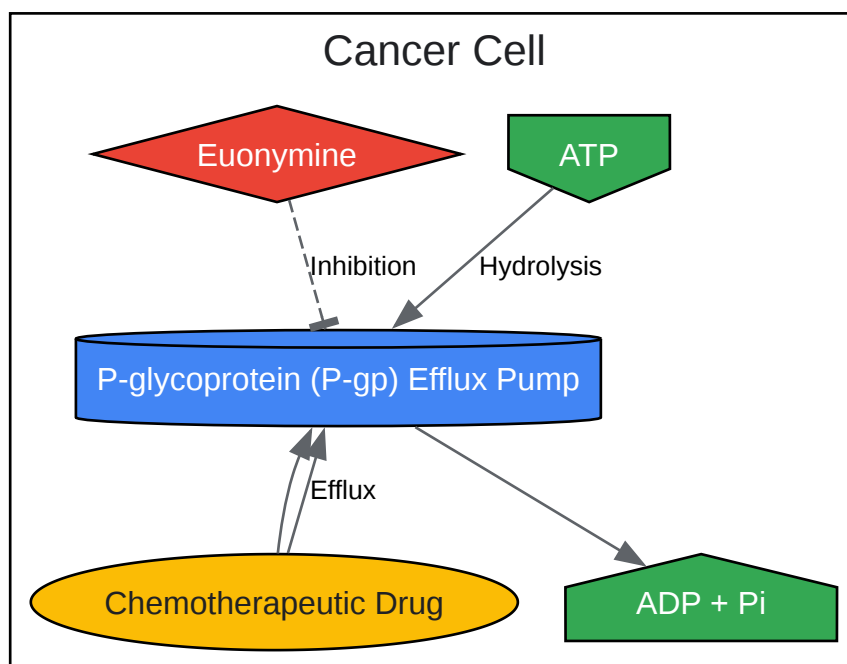 Cancer Cell
Euonymine
ATP
Inhibition
Hydrolysis
P-glycoprotein (P-gp) Efflux Pump
Efflux
Chemotherapeutic Drug
ADP + Pi